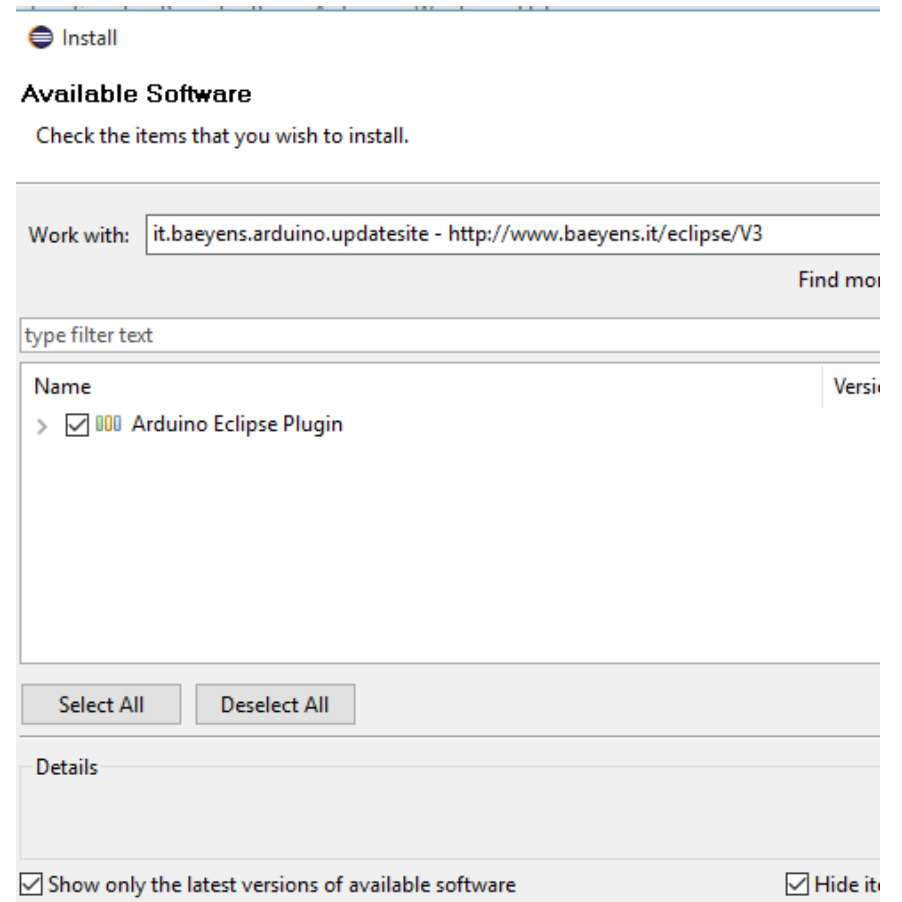 Install
Available Software
Check the items that you wish to install.
Work with: it.baeyens.arduino.updatesite - http://www.baeyens.it/eclipse/V3
Find mor
type filter text
Name Versi
Arduino Eclipse Plugin
Select All Deselect All
Details
Show only the latest versions of available software Hide it